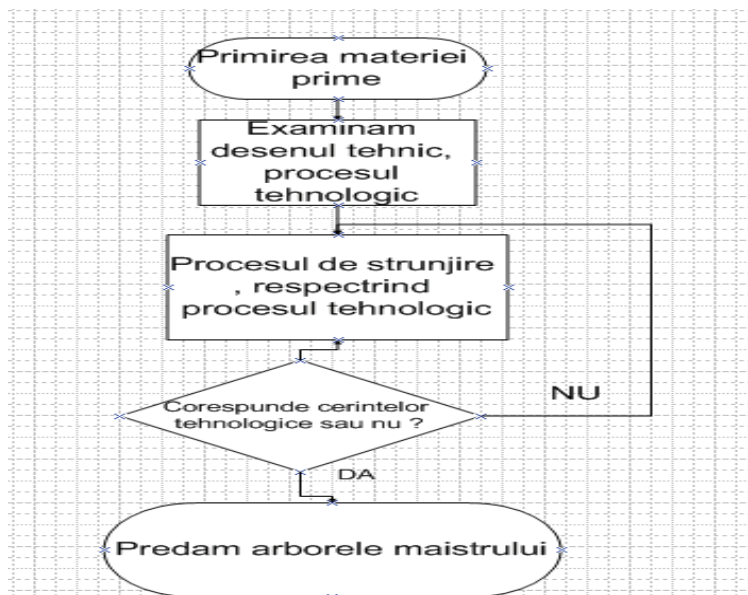 Primirea materiei
prime
Examinam
desenul tehnic,
procesul
tehnologic
Procesul de strunjire
, respectrind
procesul tehnologic
Corespunde cerintelor
tehnologice sau nu ?
NU
DA
Predam arborele maistrului